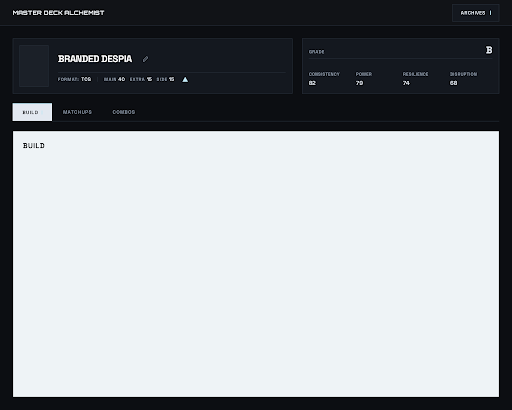 MASTER DECK ALCHEMIST
ARCHIVES
BRANDED DESPIA
FORMAT: TCG MAIN 40 EXTRA 15 SIDE 15
GRADE
B
CONSISTENCY POWER RESILIENCE DISRUPTION
82 79 74 68
BUILD MATCHUPS COMBOS
BUILD